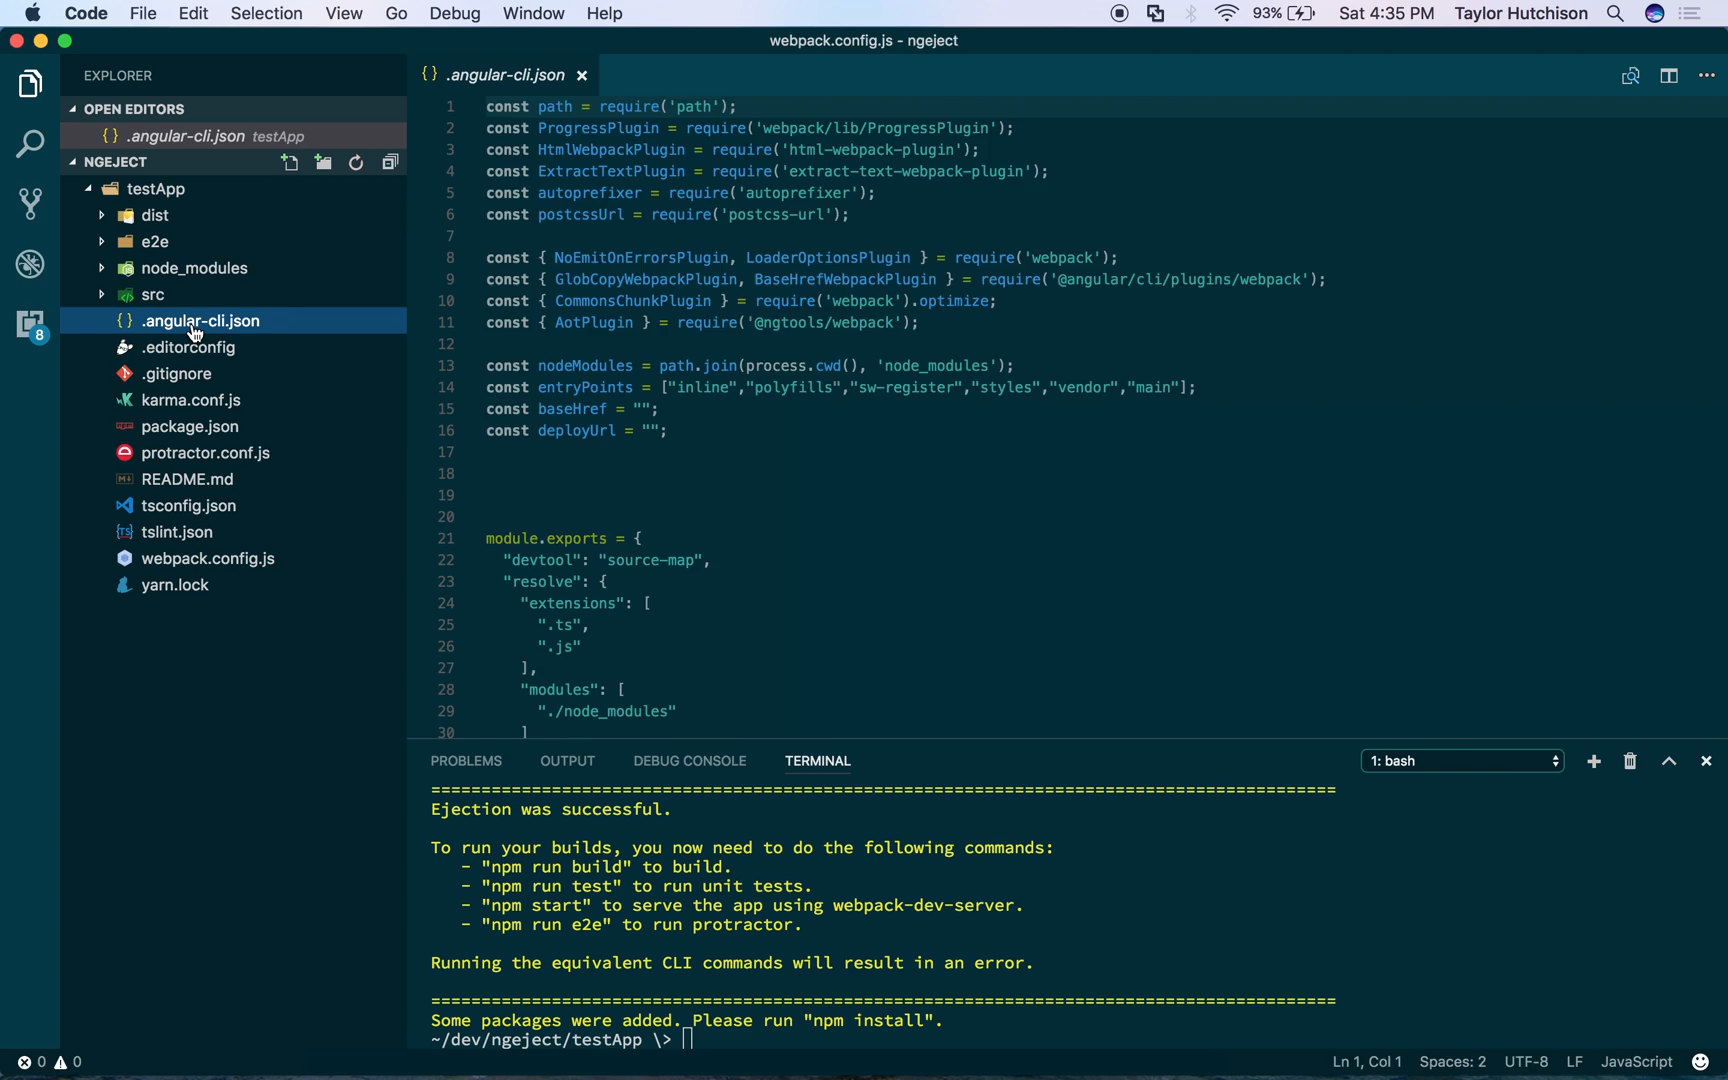 Code File Edit Selection View Go Debug Window Help 93% Sat 4:35 PM Taylor Hutchison
webpack.config.js - ngeject
EXPLORER
OPEN EDITORS
{} .angular-cli.json testApp
NGEJECT
testApp
dist
e2e
node_modules
src
{} .angular-cli.json
.editorconfig
.gitignore
karma.conf.js
package.json
protractor.conf.js
README.md
tsconfig.json
tslint.json
webpack.config.js
yarn.lock
8
{} .angular-cli.json ×
1 const path = require('path');
2 const ProgressPlugin = require('webpack/lib/ProgressPlugin');
3 const HtmlWebpackPlugin = require('html-webpack-plugin');
4 const ExtractTextPlugin = require('extract-text-webpack-plugin');
5 const autoprefixer = require('autoprefixer');
6 const postcssUrl = require('postcss-url');
7
8 const { NoEmitOnErrorsPlugin, LoaderOptionsPlugin } = require('webpack');
9 const { GlobCopyWebpackPlugin, BaseHrefWebpackPlugin } = require('@angular/cli/plugins/webpack');
10 const { CommonsChunkPlugin } = require('webpack').optimize;
11 const { AotPlugin } = require('@ngtools/webpack');
12
13 const nodeModules = path.join(process.cwd(), 'node_modules');
14 const entryPoints = ["inline","polyfills","sw-register","styles","vendor","main"];
15 const baseHref = "";
16 const deployUrl = "";
17
18
19
20
21 module.exports = {
22 "devtool": "source-map",
23 "resolve": {
24 "extensions": [
25 ".ts",
26 ".js"
27 ],
28 "modules": [
29 "./node_modules"
30 ]
PROBLEMS OUTPUT DEBUG CONSOLE TERMINAL 1: bash
Ejection was successful.
To run your builds, you now need to do the following commands:
- "npm run build" to build.
- "npm run test" to run unit tests.
- "npm start" to serve the app using webpack-dev-server.
- "npm run e2e" to run protractor.
Running the equivalent CLI commands will result in an error.
Some packages were added. Please run "npm install".
~/dev/ngeject/testApp \>
0 0 Ln 1, Col 1 Spaces: 2 UTF-8 LF JavaScript